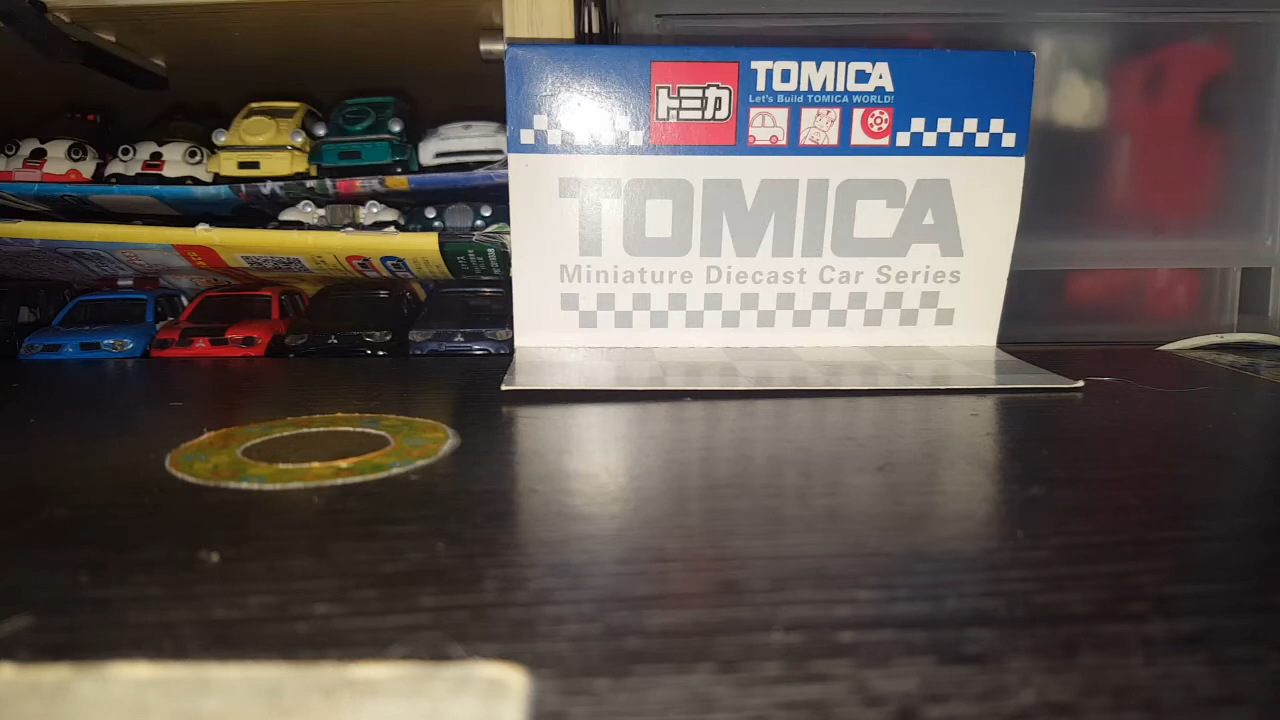 トミカ
TOMICA
Let's Build TOMICA WORLD!
TOMICA
Miniature Diecast Car Series